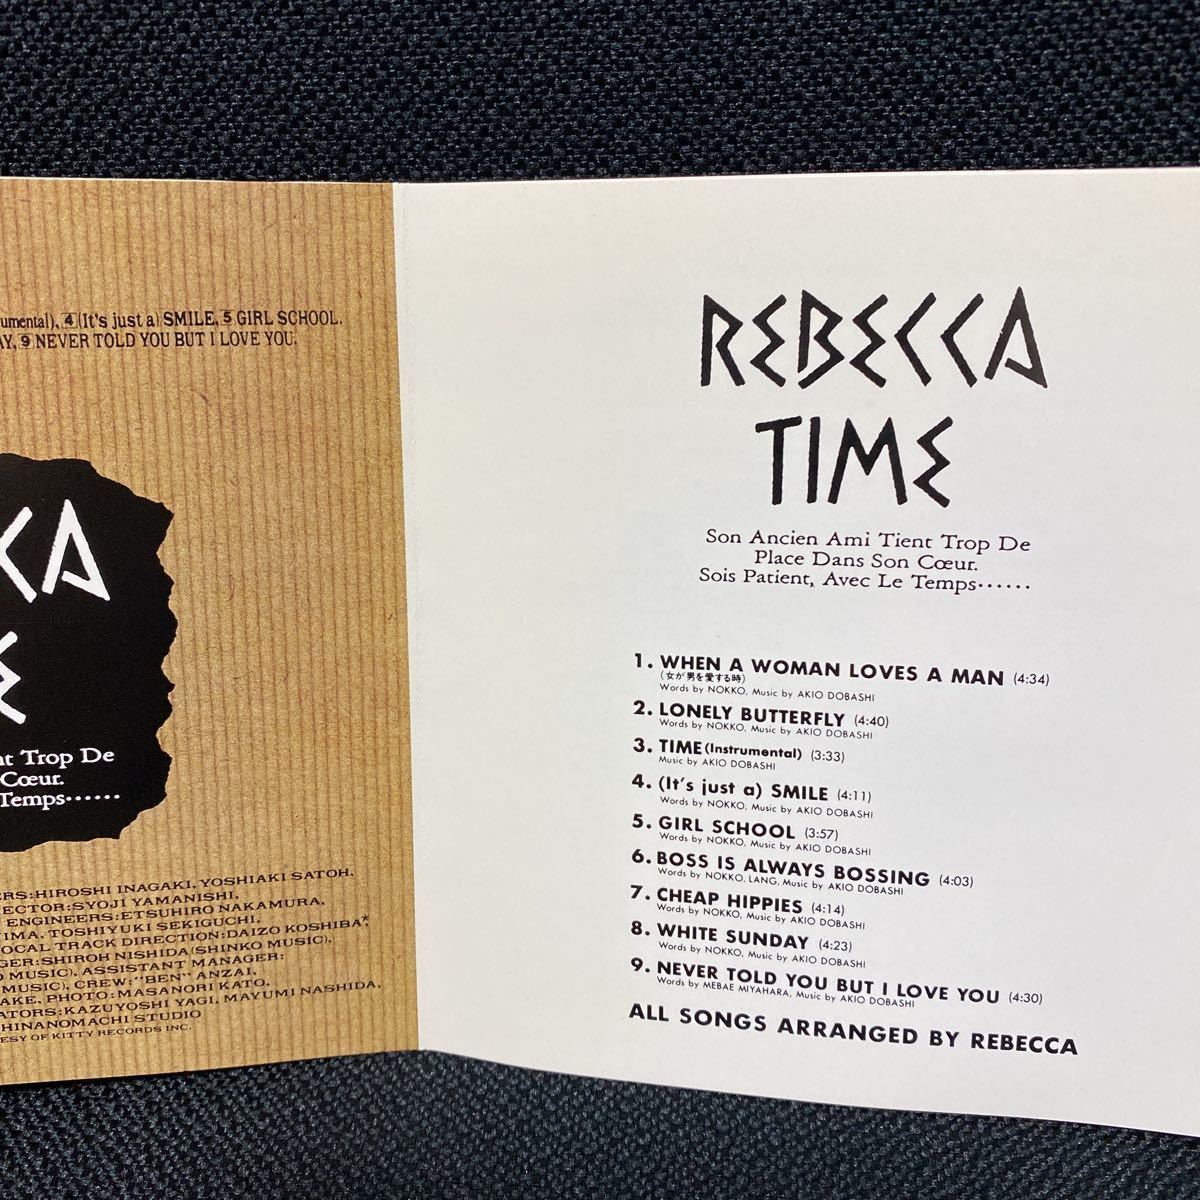 umental), 4 (It's just a) SMILE, 5 GIRL SCHOOL.
AY, 9 NEVER TOLD YOU BUT I LOVE YOU.
CA
E
nt Trop De
Cœur.
Temps······
ERS:HIROSHI INAGAKI, YOSHIAKI SATOH,
ECTOR:SYOJI YAMANISHI,
ENGINEERS:ETSUHIRO NAKAMURA,
IMA, TOSHIYUKI SEKIGUCHI,
OCAL TRACK DIRECTION:DAIZO KOSHIBA*,
GER:SHIROH NISHIDA(SHINKO MUSIC),
O MUSIC), ASSISTANT MANAGER:
MUSIC), CREW:"BEN" ANZAI,
AKE, PHOTO:MASANORI KATO,
ATORS:KAZUYOSHI YAGI, MAYUMI NASHIDA,
HINANOMACHI STUDIO
ESY OF KITTY RECORDS INC.
REBECCA
TIME
Son Ancien Ami Tient Trop De
Place Dans Son Cœur.
Sois Patient, Avec Le Temps······
1. WHEN A WOMAN LOVES A MAN (4:34)
(女が男を愛する時)
Words by NOKKO, Music by AKIO DOBASHI
2. LONELY BUTTERFLY (4:40)
Words by NOKKO, Music by AKIO DOBASHI
3. TIME (Instrumental) (3:33)
Music by AKIO DOBASHI
4. (It's just a) SMILE (4:11)
Words by NOKKO, Music by AKIO DOBASHI
5. GIRL SCHOOL (3:57)
Words by NOKKO, Music by AKIO DOBASHI
6. BOSS IS ALWAYS BOSSING (4:03)
Words by NOKKO, LANG, Music by AKIO DOBASHI
7. CHEAP HIPPIES (4:14)
Words by NOKKO, Music by AKIO DOBASHI
8. WHITE SUNDAY (4:23)
Words by NOKKO, Music by AKIO DOBASHI
9. NEVER TOLD YOU BUT I LOVE YOU (4:30)
Words by MEBAE MIYAHARA, Music by AKIO DOBASHI
ALL SONGS ARRANGED BY REBECCA